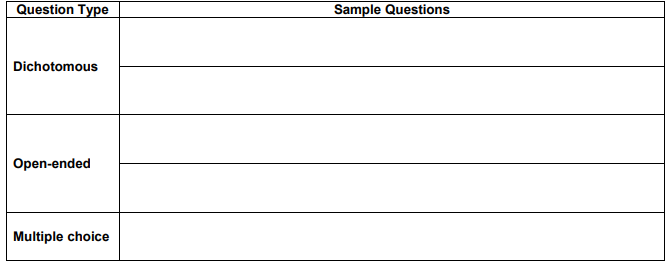 Question Type Sample Questions
Dichotomous
Open-ended
Multiple choice